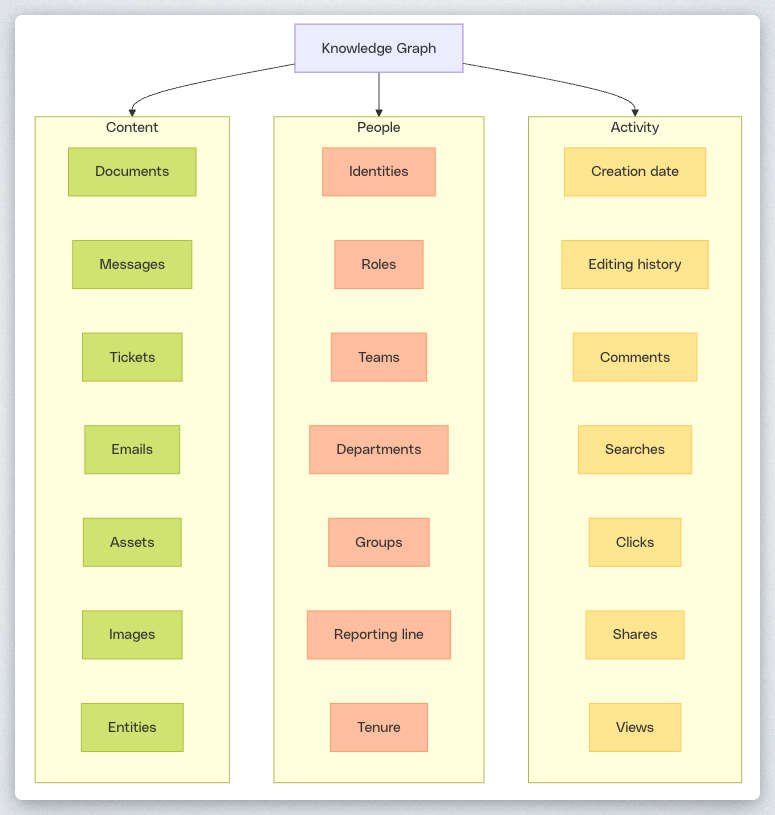 Knowledge Graph
Content
Documents
Messages
Tickets
Emails
Assets
Images
Entities
People
Identities
Roles
Teams
Departments
Groups
Reporting line
Tenure
Activity
Creation date
Editing history
Comments
Searches
Clicks
Shares
Views